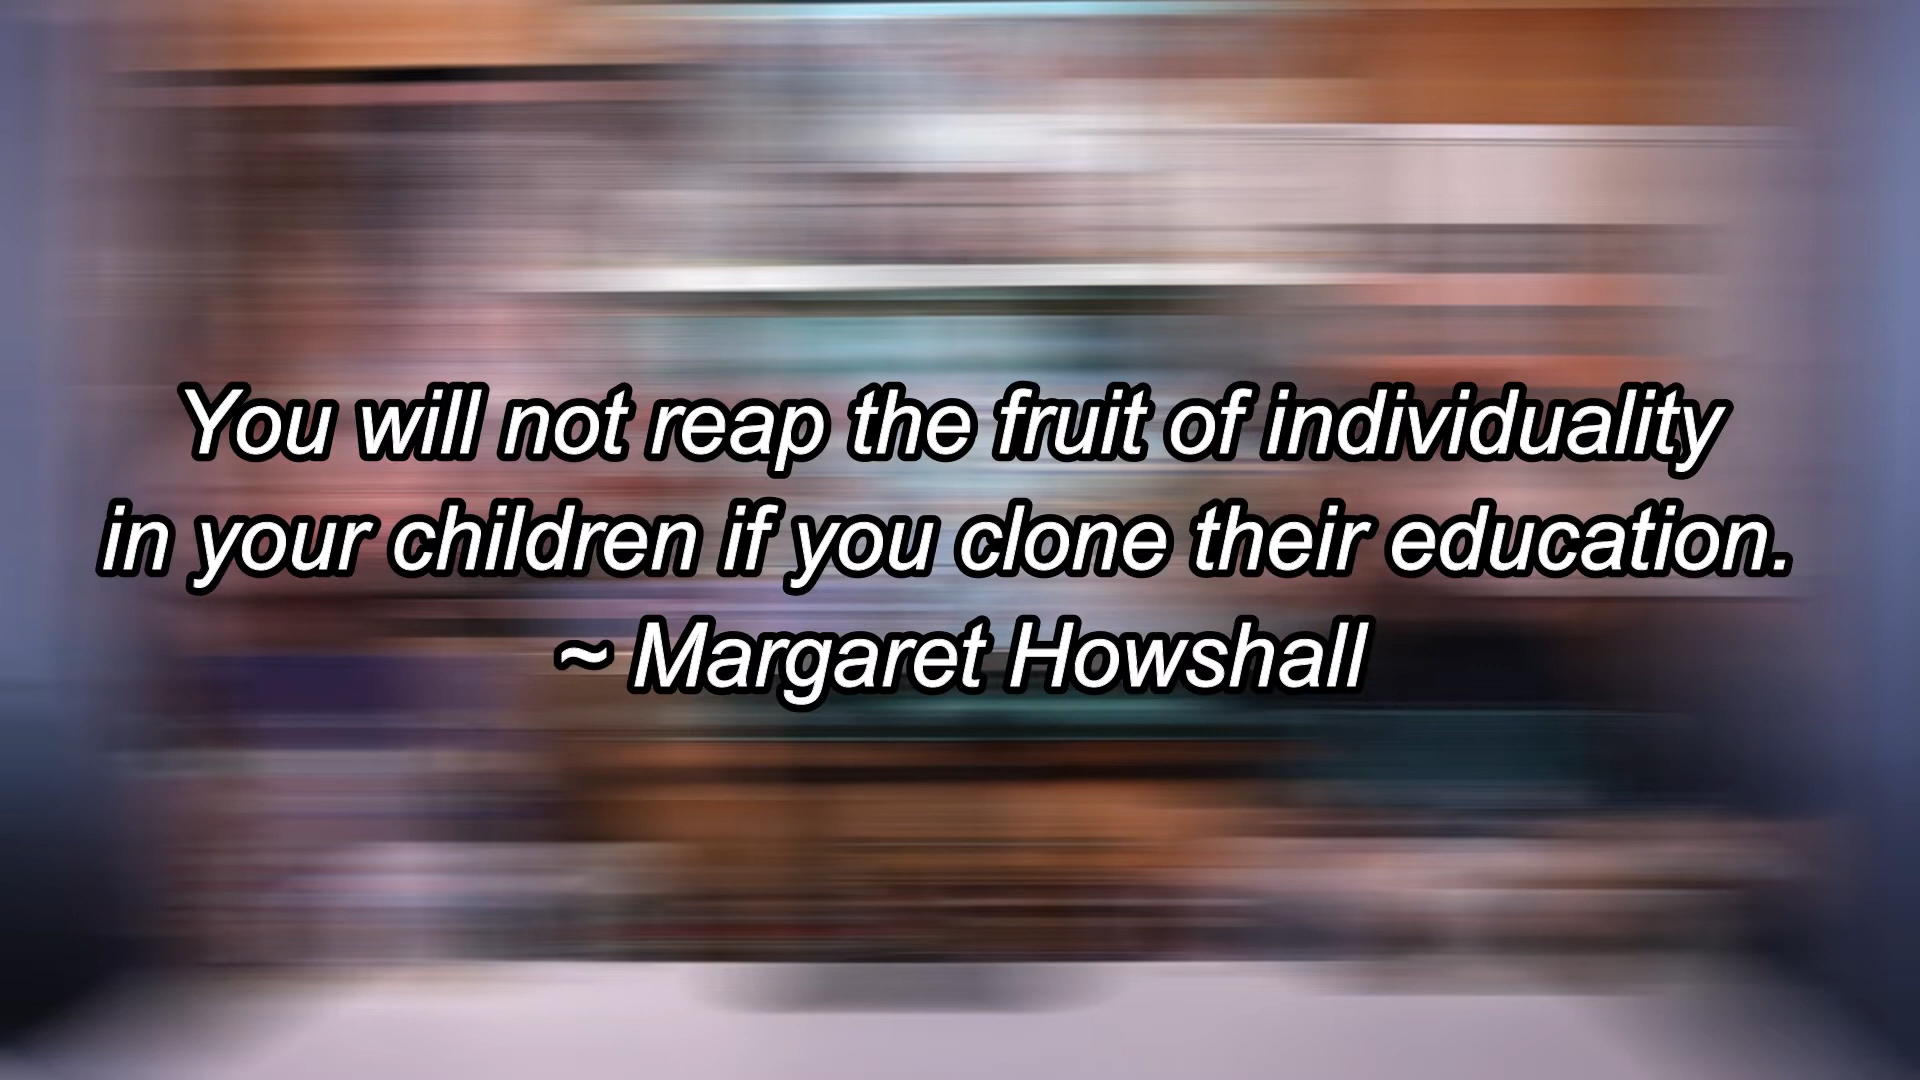 You will not reap the fruit of individuality
in your children if you clone their education.
~ Margaret Howshall